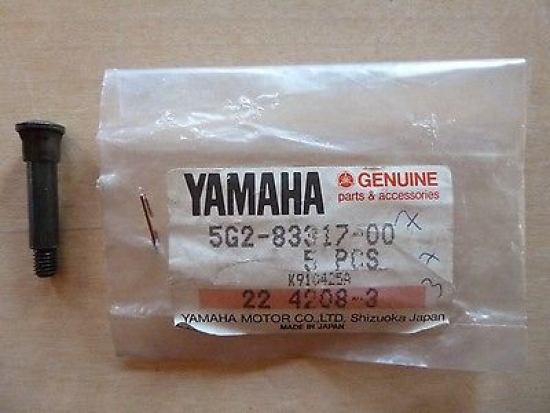 YAMAHA
GENUINE
parts & accessories
5G2-83317-00
5 PCS
K910425A
22 4208-3
YAMAHA MOTOR CO., LTD. Shizuoka Japan
MADE IN JAPAN